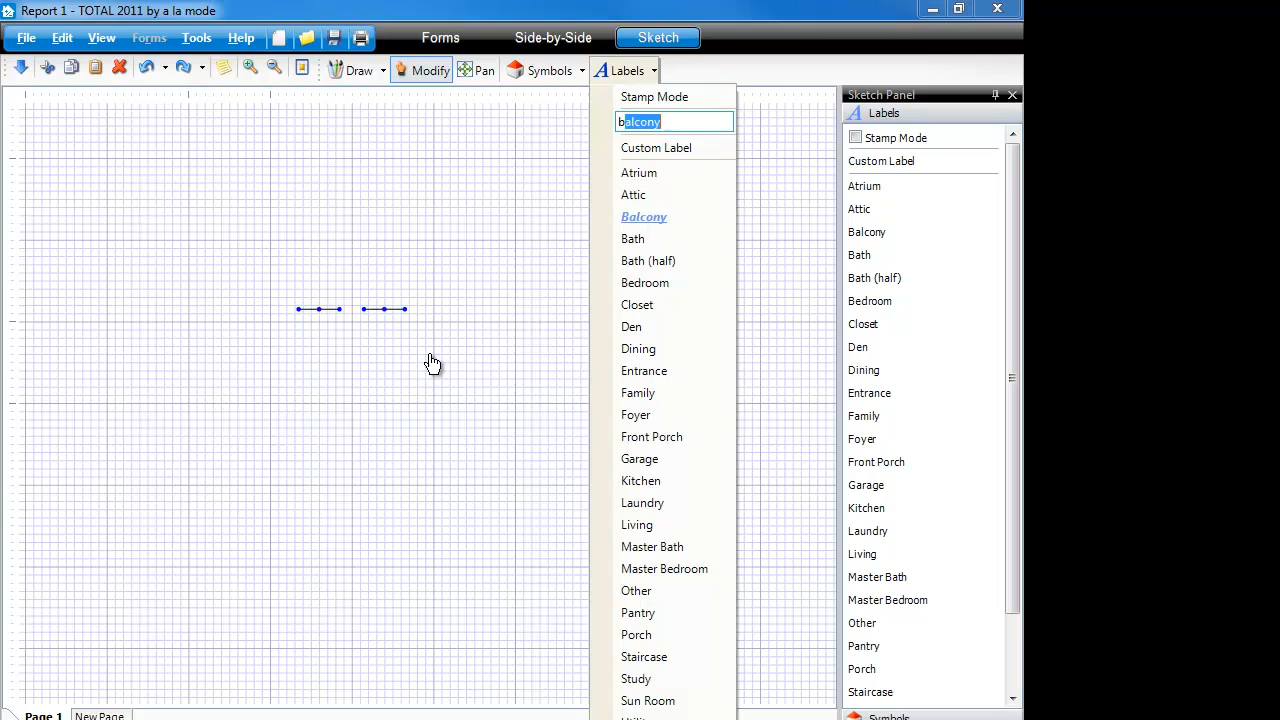 Report 1 - TOTAL 2011 by a la mode
File Edit View Forms Tools Help
Forms Side-by-Side Sketch
Draw Modify Pan Symbols A Labels
Stamp Mode
balcony
Custom Label
Atrium
Attic
Balcony
Bath
Bath (half)
Bedroom
Closet
Den
Dining
Entrance
Family
Foyer
Front Porch
Garage
Kitchen
Laundry
Living
Master Bath
Master Bedroom
Other
Pantry
Porch
Staircase
Study
Sun Room
Sketch Panel
A Labels
Stamp Mode
Custom Label
Atrium
Attic
Balcony
Bath
Bath (half)
Bedroom
Closet
Den
Dining
Entrance
Family
Foyer
Front Porch
Garage
Kitchen
Laundry
Living
Master Bath
Master Bedroom
Other
Pantry
Porch
Staircase
Symbols
Page 1 New Page